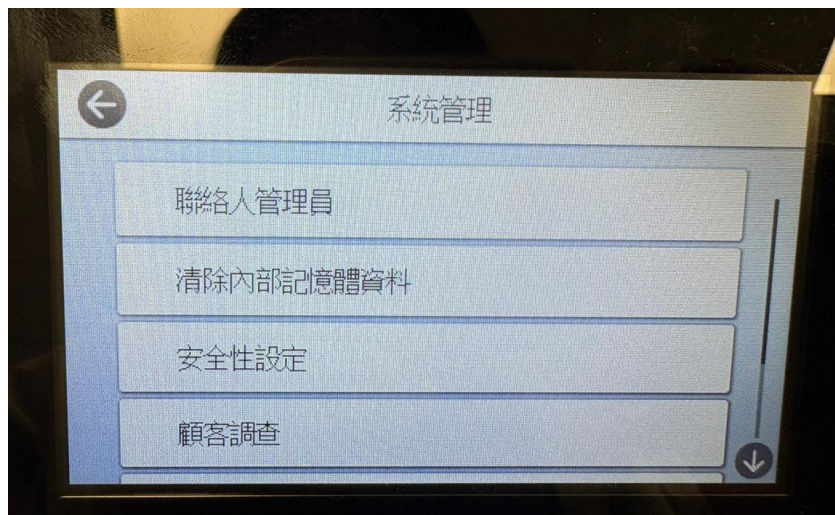 系統管理
聯絡人管理員
清除內部記憶體資料
安全性設定
顧客調查